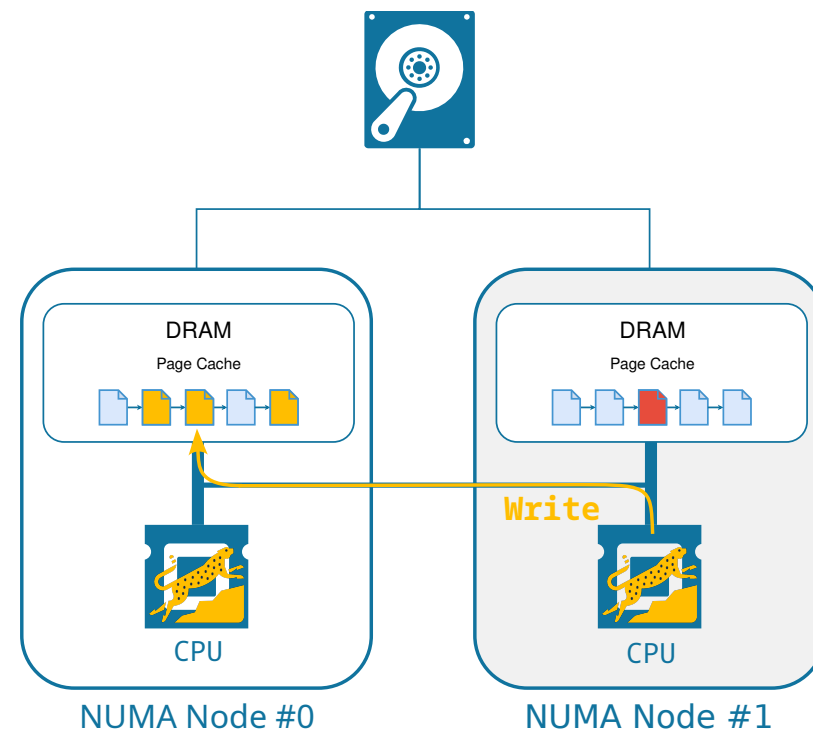 DRAM
Page Cache
DRAM
Page Cache
Write
CPU
CPU
NUMA Node #0
NUMA Node #1